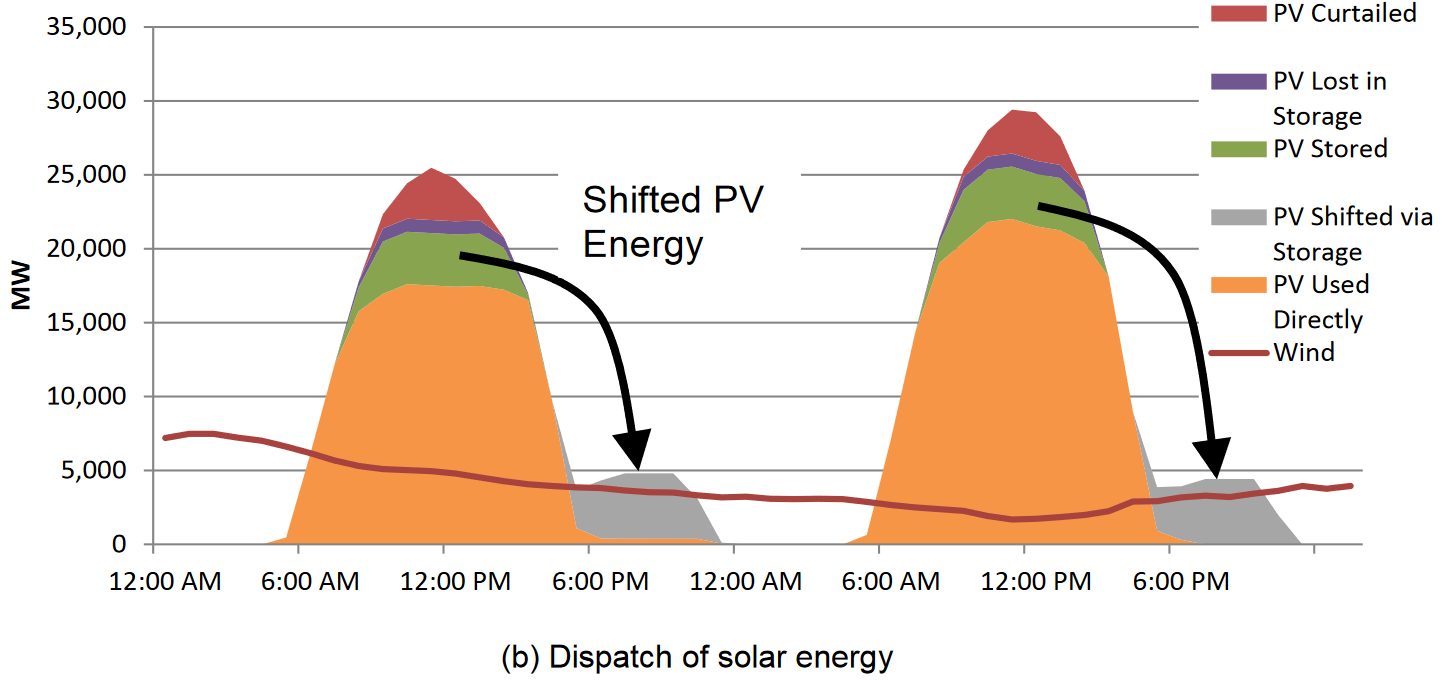 35,000
30,000
25,000
20,000
15,000
10,000
5,000
0
MW
12:00 AM
6:00 AM
12:00 PM
6:00 PM
12:00 AM
6:00 AM
12:00 PM
6:00 PM
Shifted PV
Energy
PV Curtailed
PV Lost in
Storage
PV Stored
PV Shifted via
Storage
PV Used
Directly
Wind
(b) Dispatch of solar energy